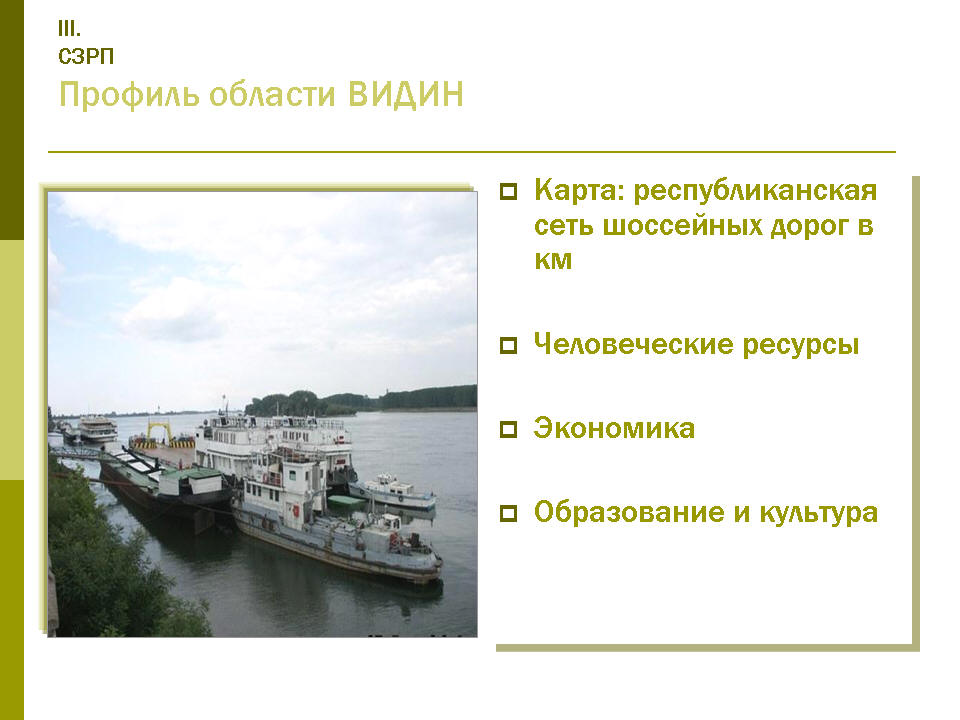 III.
СЗРП
Профиль области ВИДИН
Карта: республиканская
сеть шоссейных дорог в
км
Человеческие ресурсы
Экономика
Образование и культура